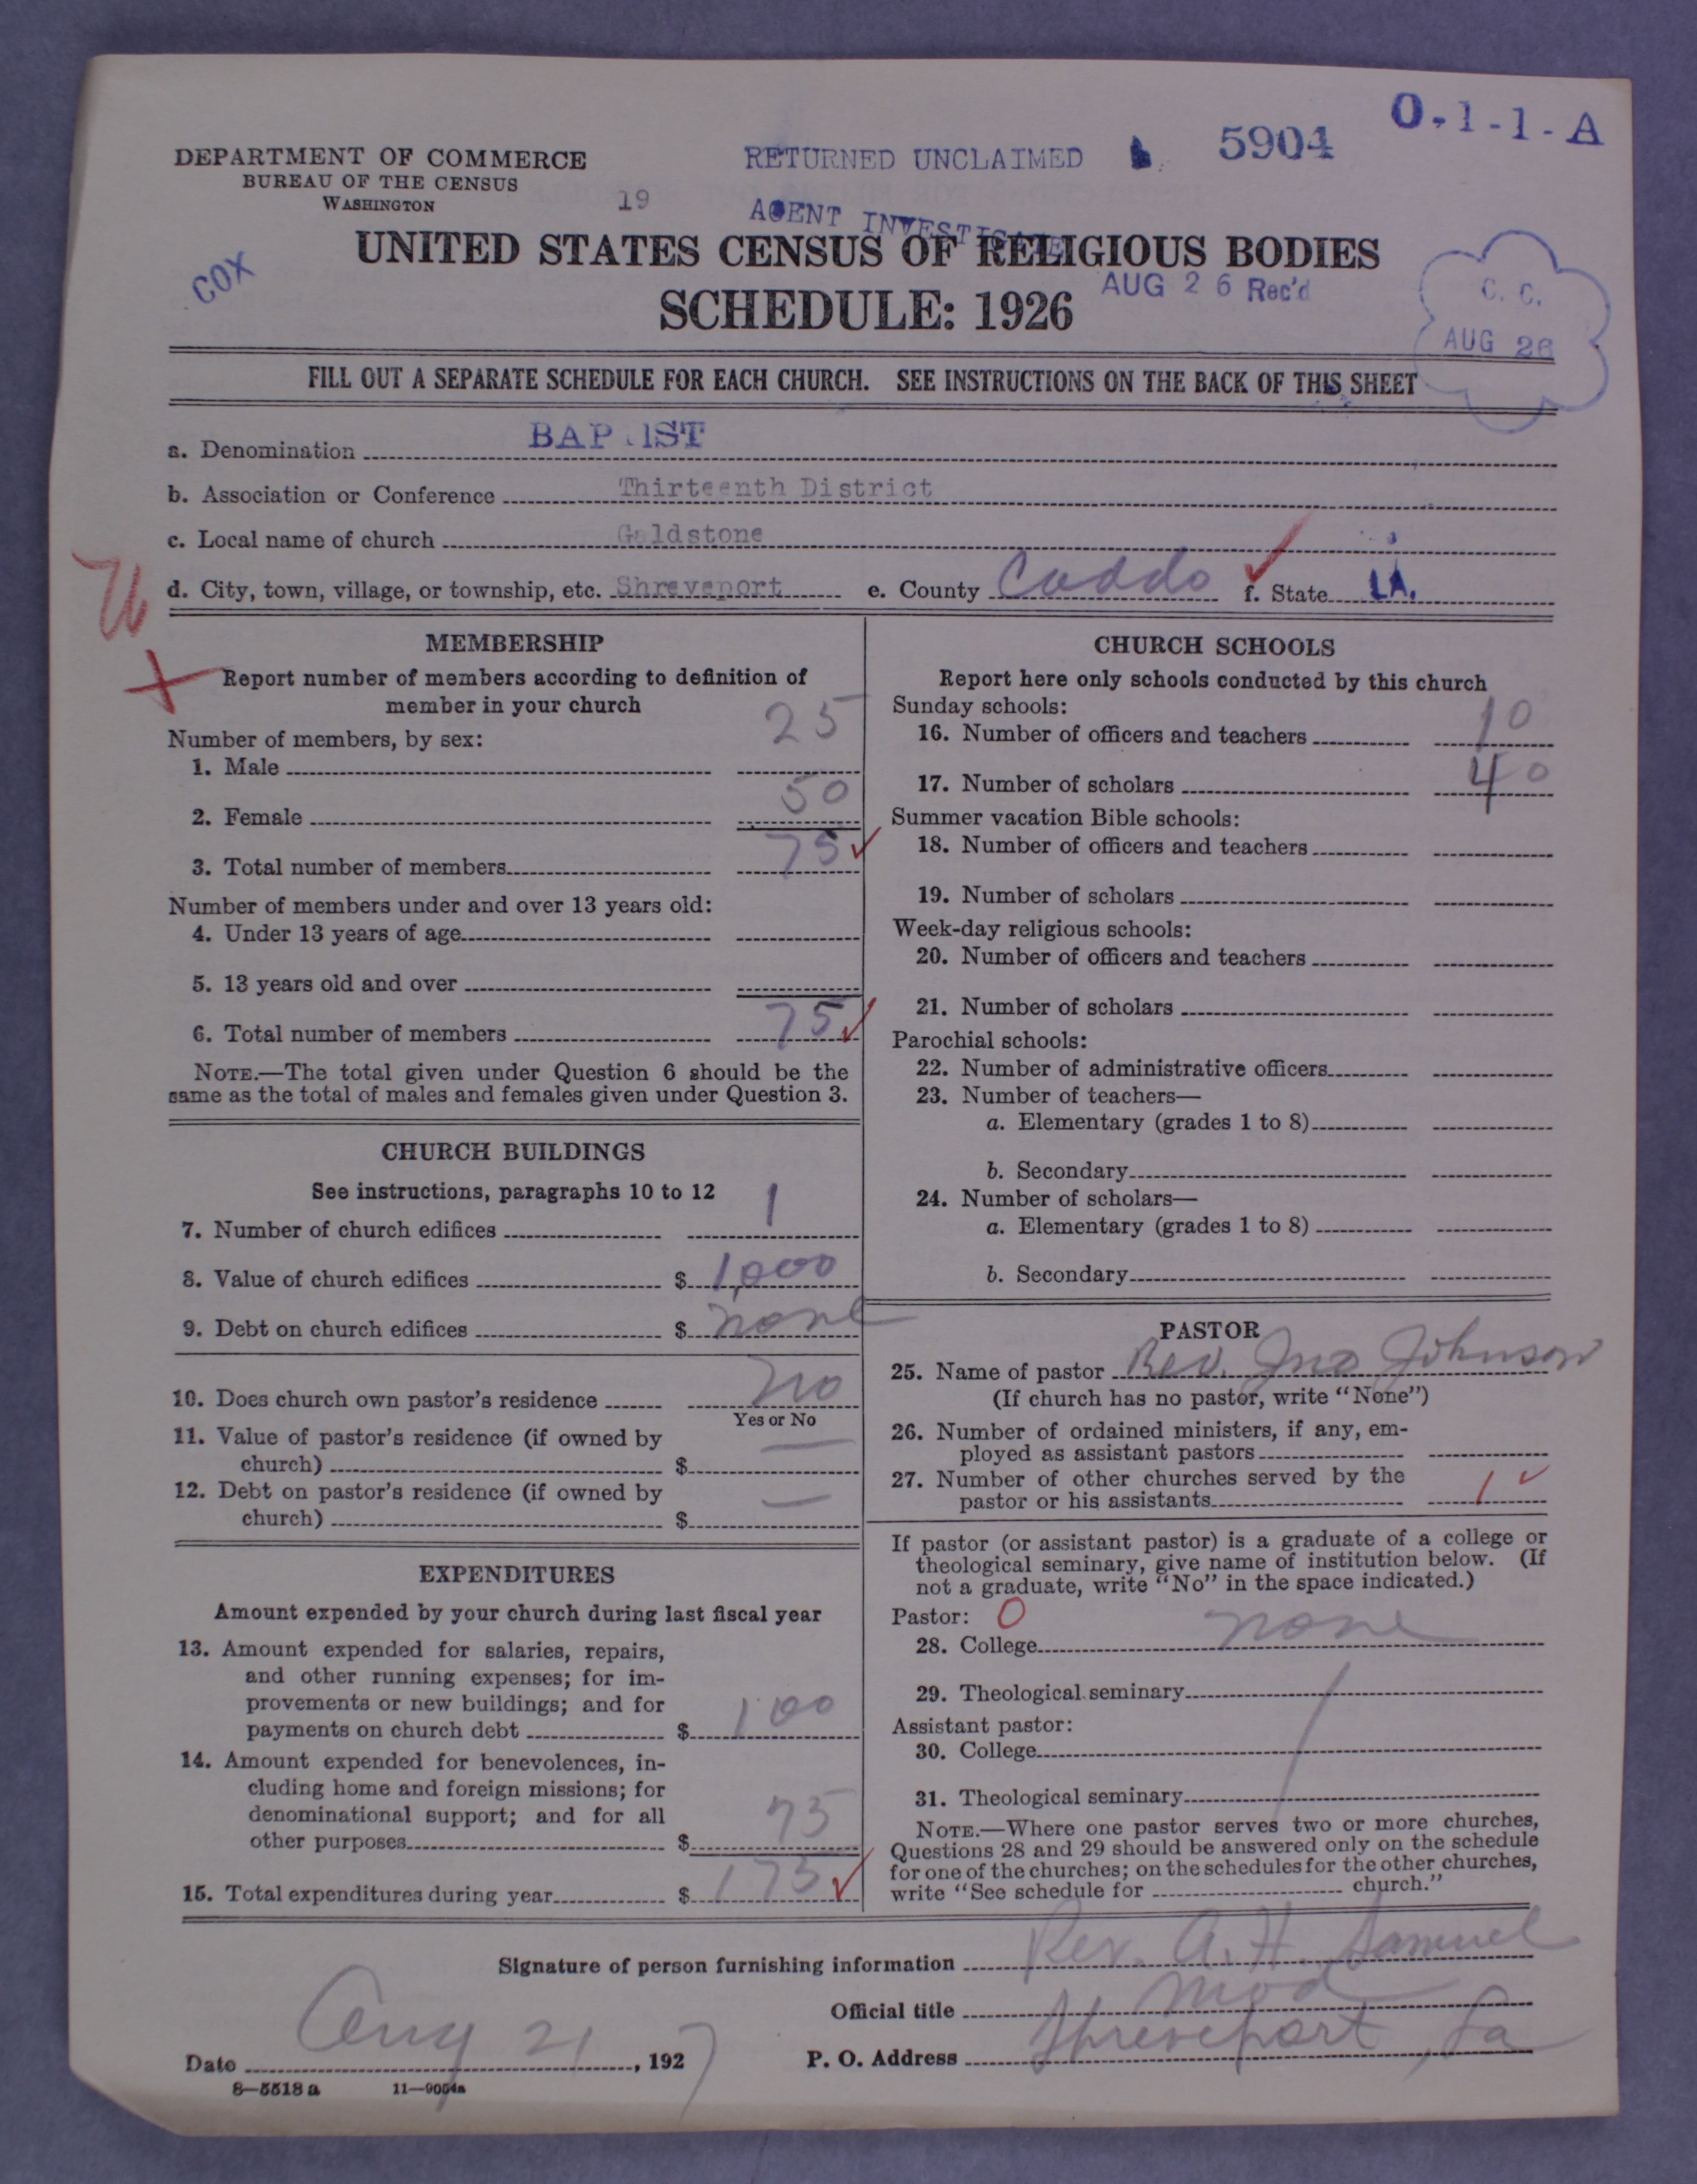 O-1-1-A
RETURNED UNCLAIMED 5904
DEPARTMENT OF COMMERCE
BUREAU OF THE CENSUS
WASHINGTON
19
AGENT INVESTIGATE
COX
UNITED STATES CENSUS OF RELIGIOUS BODIES
AUG 26 Rec'd
SCHEDULE: 1926
C. C.
AUG 26
FILL OUT A SEPARATE SCHEDULE FOR EACH CHURCH. SEE INSTRUCTIONS ON THE BACK OF THIS SHEET
a. Denomination BAPTIST
b. Association or Conference Thirteenth District
c. Local name of church Galdstone
d. City, town, village, or township, etc. Shreveport e. County Caddo f. State LA.
MEMBERSHIP
Report number of members according to definition of
member in your church
Number of members, by sex:
1. Male 25
2. Female 50
3. Total number of members 75
Number of members under and over 13 years old:
4. Under 13 years of age
5. 13 years old and over
6. Total number of members 75
NOTE.—The total given under Question 6 should be the
same as the total of males and females given under Question 3.
CHURCH BUILDINGS
See instructions, paragraphs 10 to 12
7. Number of church edifices 1
8. Value of church edifices $ 1,000
9. Debt on church edifices $ none
10. Does church own pastor's residence no
Yes or No
11. Value of pastor's residence (if owned by
church) $ —
12. Debt on pastor's residence (if owned by
church) $ —
EXPENDITURES
Amount expended by your church during last fiscal year
13. Amount expended for salaries, repairs,
and other running expenses; for im-
provements or new buildings; and for
payments on church debt $ 100
14. Amount expended for benevolences, in-
cluding home and foreign missions; for
denominational support; and for all
other purposes $ 75
15. Total expenditures during year $ 175
CHURCH SCHOOLS
Report here only schools conducted by this church
Sunday schools:
16. Number of officers and teachers 10
17. Number of scholars 40
Summer vacation Bible schools:
18. Number of officers and teachers
19. Number of scholars
Week-day religious schools:
20. Number of officers and teachers
21. Number of scholars
Parochial schools:
22. Number of administrative officers
23. Number of teachers—
a. Elementary (grades 1 to 8)
b. Secondary
24. Number of scholars—
a. Elementary (grades 1 to 8)
b. Secondary
PASTOR
25. Name of pastor Rev. Jno Johnson
(If church has no pastor, write "None")
26. Number of ordained ministers, if any, em-
ployed as assistant pastors
27. Number of other churches served by the
pastor or his assistants 1
If pastor (or assistant pastor) is a graduate of a college or
theological seminary, give name of institution below. (If
not a graduate, write "No" in the space indicated.)
Pastor: 0
28. College none
29. Theological seminary
Assistant pastor:
30. College
31. Theological seminary
NOTE.—Where one pastor serves two or more churches,
Questions 28 and 29 should be answered only on the schedule
for one of the churches; on the schedules for the other churches,
write "See schedule for church."
Signature of person furnishing information Rev. A. H. Samuel
Official title Mod
Date Aug 21, 1927 P. O. Address Shreveport, La
8—5518 a 11—9054a